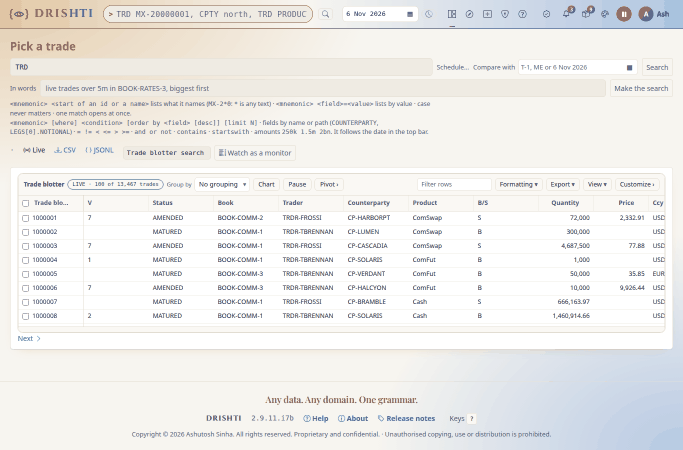 {👁} DRISHTI
> TRD MX-20000001, CPTY north, TRD PRODUC
6 Nov 2026
3
6
A Ash
Pick a trade
TRD
Schedule... Compare with T-1, ME or 6 Nov 2026 Search
In words live trades over 5m in BOOK-RATES-3, biggest first Make the search
<mnemonic> <start of an id or a name> lists what it names (MX-2*0: * is any text) · <mnemonic> <field>=<value> lists by value · case
never matters · one match opens at once.
<mnemonic> [where] <condition> [order by <field> [desc]] [limit N] · fields by name or path (COUNTERPARTY,
LEGS[0].NOTIONAL) · = != < <= > >= · and or not · contains · startswith · amounts 250k 1.5m 2bn. It follows the date in the top bar.
· Live CSV {} JSONL Trade blotter search Watch as a monitor
Trade blotter LIVE · 100 of 13,467 trades Group by No grouping Chart Pause Pivot › Filter rows Formatting ▾ Export ▾ View ▾ Customize ›
Trade blo... V Status Book Trader Counterparty Product B/S Quantity Price Ccy
1000001 7 AMENDED BOOK-COMM-2 TRDR-FROSSI CP-HARBORPT ComSwap S 72,000 2,332.91 USD
1000002 MATURED BOOK-COMM-1 TRDR-TBRENNAN CP-LUMEN ComSwap B 300,000 USD
1000003 7 AMENDED BOOK-COMM-1 TRDR-FROSSI CP-CASCADIA ComSwap S 4,687,500 77.88 USD
1000004 1 MATURED BOOK-COMM-1 TRDR-TBRENNAN CP-SOLARIS ComFut B 1,000 USD
1000005 MATURED BOOK-COMM-3 TRDR-TBRENNAN CP-VERDANT ComFut B 50,000 35.85 EUR
1000006 7 AMENDED BOOK-COMM-3 TRDR-TBRENNAN CP-HALCYON ComFut B 10,000 9,926.44 USD
1000007 MATURED BOOK-COMM-1 TRDR-FROSSI CP-BRAMBLE Cash S 666,163.97 USD
1000008 2 MATURED BOOK-COMM-1 TRDR-TBRENNAN CP-SOLARIS Cash B 1,460,914.66 USD
Next ›
Any data. Any domain. One grammar.
DRISHTI 2.9.11.17b Help About Release notes Keys ?
Copyright © 2026 Ashutosh Sinha. All rights reserved. Proprietary and confidential. · Unauthorised copying, use or distribution is prohibited.